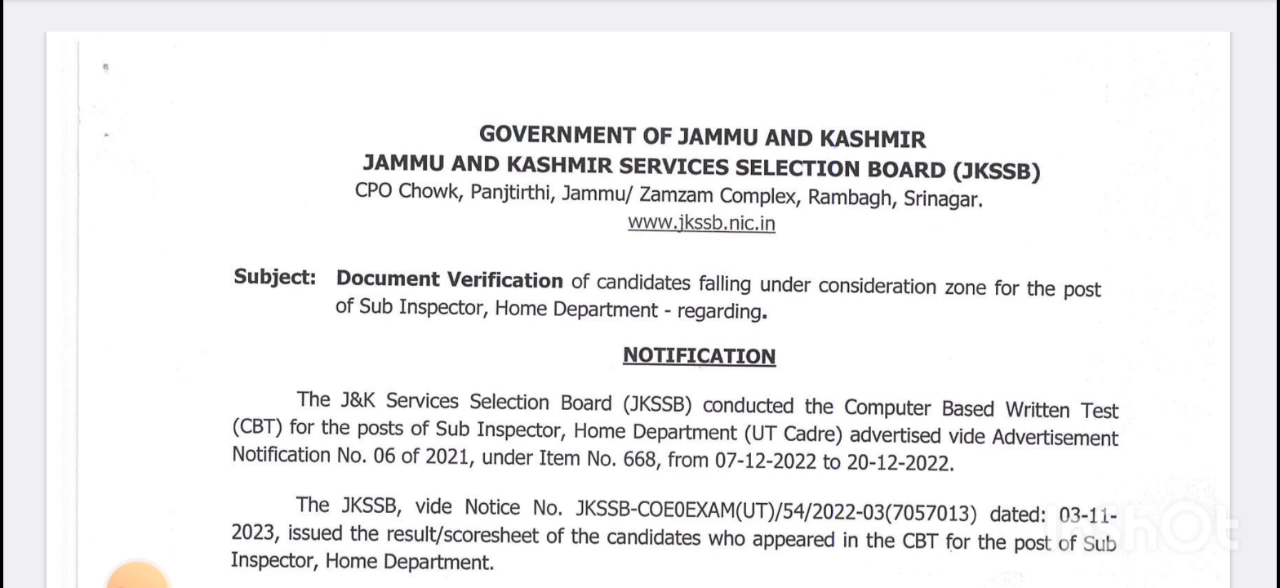 GOVERNMENT OF JAMMU AND KASHMIR
JAMMU AND KASHMIR SERVICES SELECTION BOARD (JKSSB)
CPO Chowk, Panjtirthi, Jammu/ Zamzam Complex, Rambagh, Srinagar.
www.jkssb.nic.in
Subject: Document Verification of candidates falling under consideration zone for the post
of Sub Inspector, Home Department - regarding.
NOTIFICATION
The J&K Services Selection Board (JKSSB) conducted the Computer Based Written Test
(CBT) for the posts of Sub Inspector, Home Department (UT Cadre) advertised vide Advertisement
Notification No. 06 of 2021, under Item No. 668, from 07-12-2022 to 20-12-2022.
The JKSSB, vide Notice No. JKSSB-COE0EXAM(UT)/54/2022-03(7057013) dated: 03-11-
2023, issued the result/scoresheet of the candidates who appeared in the CBT for the post of Sub
Inspector, Home Department.
InShOt